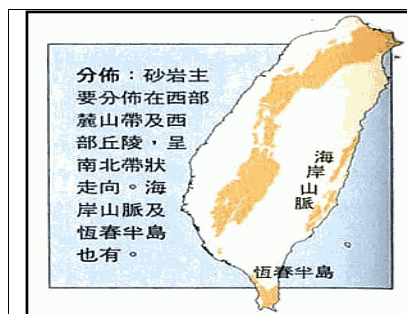 分佈：砂岩主
要分佈在西部
麓山帶及西
部丘陵，呈
南北帶狀
走向。海
岸山脈及
恆春半島
也有。
海岸山脈
恆春半島